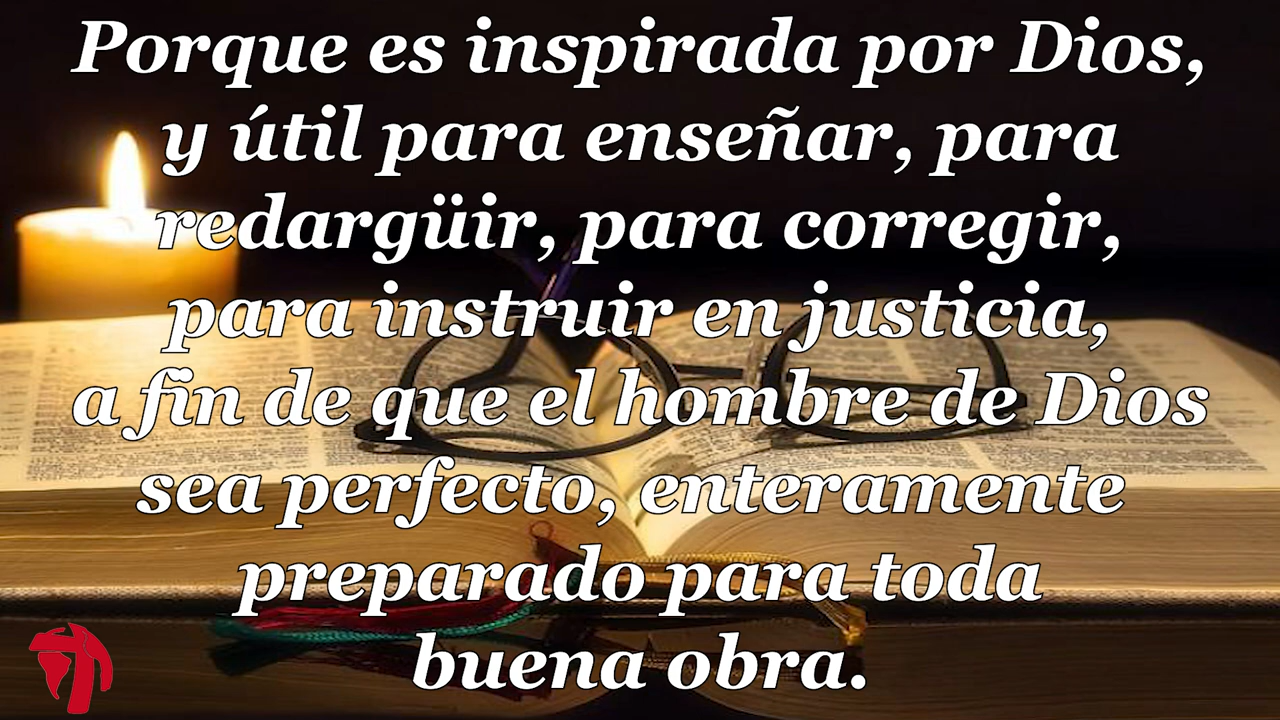 Porque es inspirada por Dios,
y útil para enseñar, para
redargüir, para corregir,
para instruir en justicia,
a fin de que el hombre de Dios
sea perfecto, enteramente
preparado para toda
buena obra.